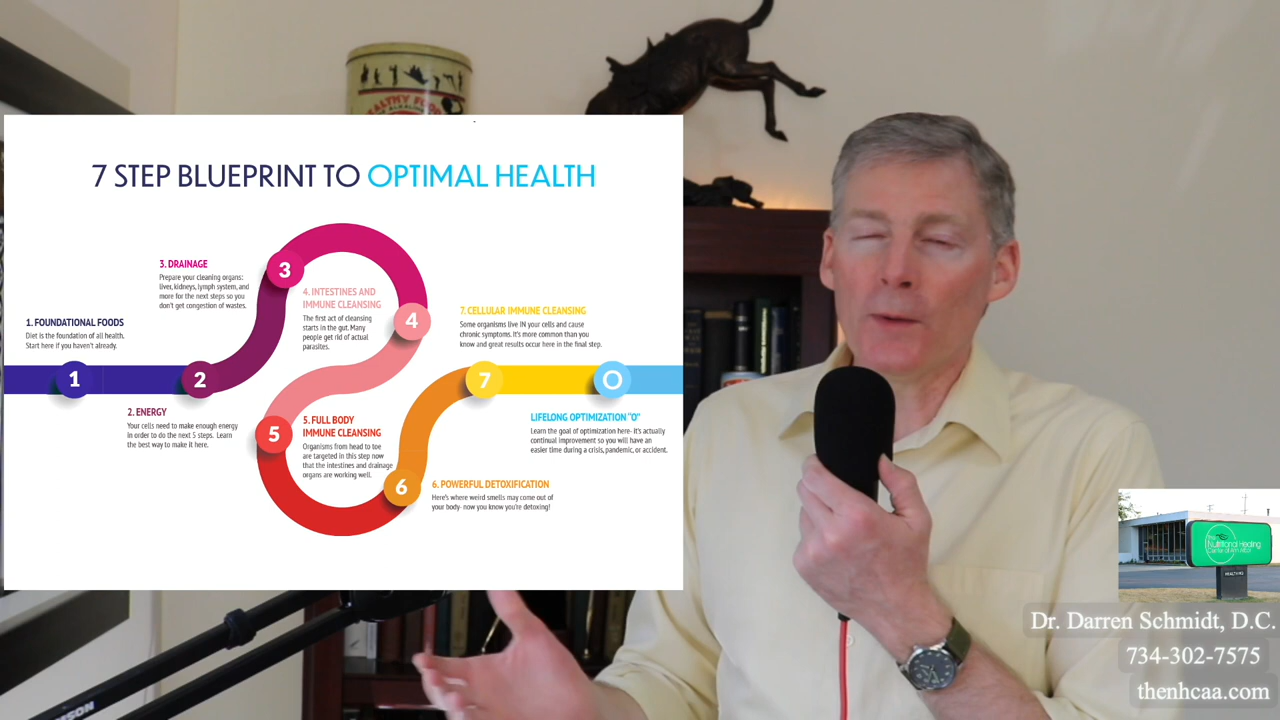 HEALTHY FOODS
7 STEP BLUEPRINT TO OPTIMAL HEALTH
1. FOUNDATIONAL FOODS
Diet is the foundation of all health.
Start here if you haven't already.
1
2
2. ENERGY
Your cells need to make enough energy
in order to do the next 5 steps. Learn
the best way to make it here.
3. DRAINAGE
Prepare your cleaning organs:
liver, kidneys, lymph system, and
more for the next steps so you
don't get congestion of wastes.
3
4. INTESTINES AND
IMMUNE CLEANSING
The first act of cleansing
starts in the gut. Many
people get rid of actual
parasites.
4
5
5. FULL BODY
IMMUNE CLEANSING
Organisms from head to toe
are targeted in this step now
that the intestines and drainage
organs are working well.
6
6. POWERFUL DETOXIFICATION
Here's where weird smells may come out of
your body- now you know you're detoxing!
7. CELLULAR IMMUNE CLEANSING
Some organisms live IN your cells and cause
chronic symptoms. It's more common than you
know and great results occur here in the final step.
7
O
LIFELONG OPTIMIZATION "O"
Learn the goal of optimization here- it's actually
continual improvement so you will have an
easier time during a crisis, pandemic, or accident.
Nutritional Healing
Center of Ann Arbor
Dr. Darren Schmidt, D.C.
734-302-7575
thenhcaa.com